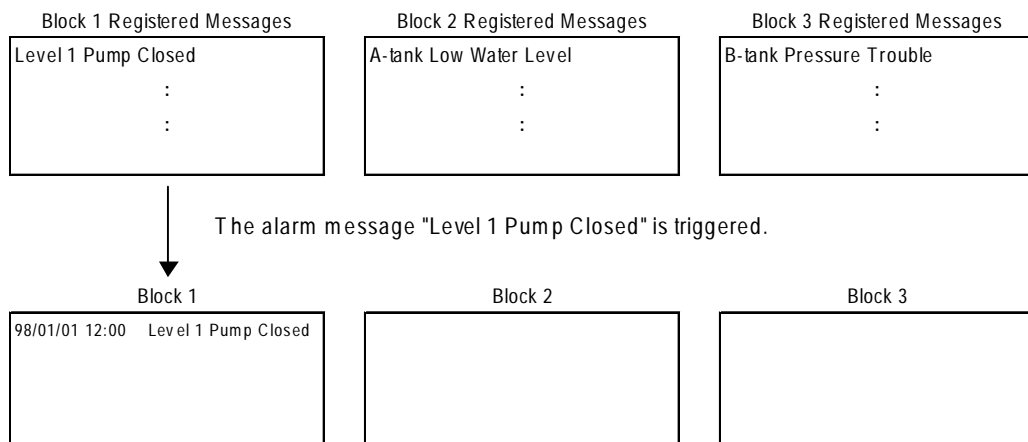 Block 1 Registered Messages
Block 2 Registered Messages
Block 3 Registered Messages
Level 1 Pump Closed
:
:
A-tank Low Water Level
:
:
B-tank Pressure Trouble
:
:
The alarm message "Level 1 Pump Closed" is triggered.
Block 1
Block 2
Block 3
98/01/01 12:00 Level 1 Pump Closed